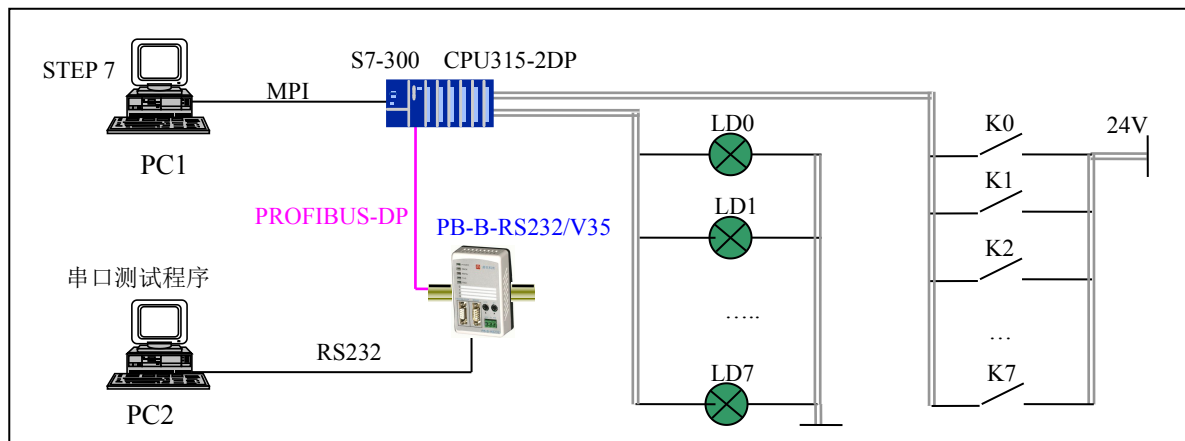 S7-300 CPU315-2DP
STEP 7
MPI
PC1
PROFIBUS-DP
PB-B-RS232/V35
串口测试程序
RS232
PC2
LD0
LD1
…..
LD7
K0
K1
K2
…
K7
24V